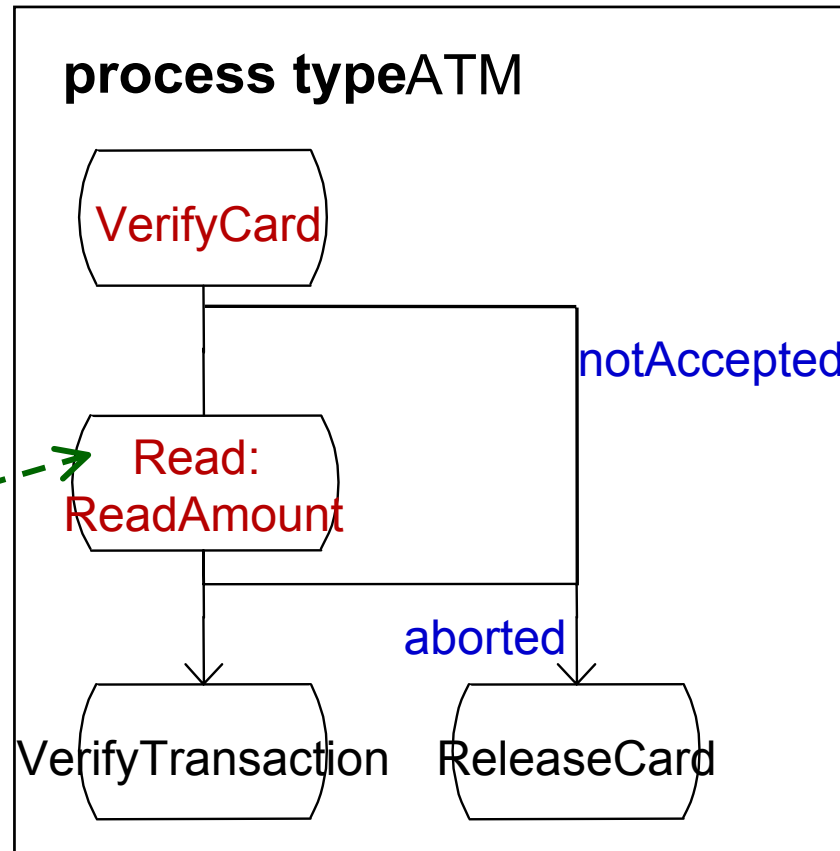 process typeATM
VerifyCard
notAccepted
Read:
ReadAmount
aborted
VerifyTransaction
ReleaseCard